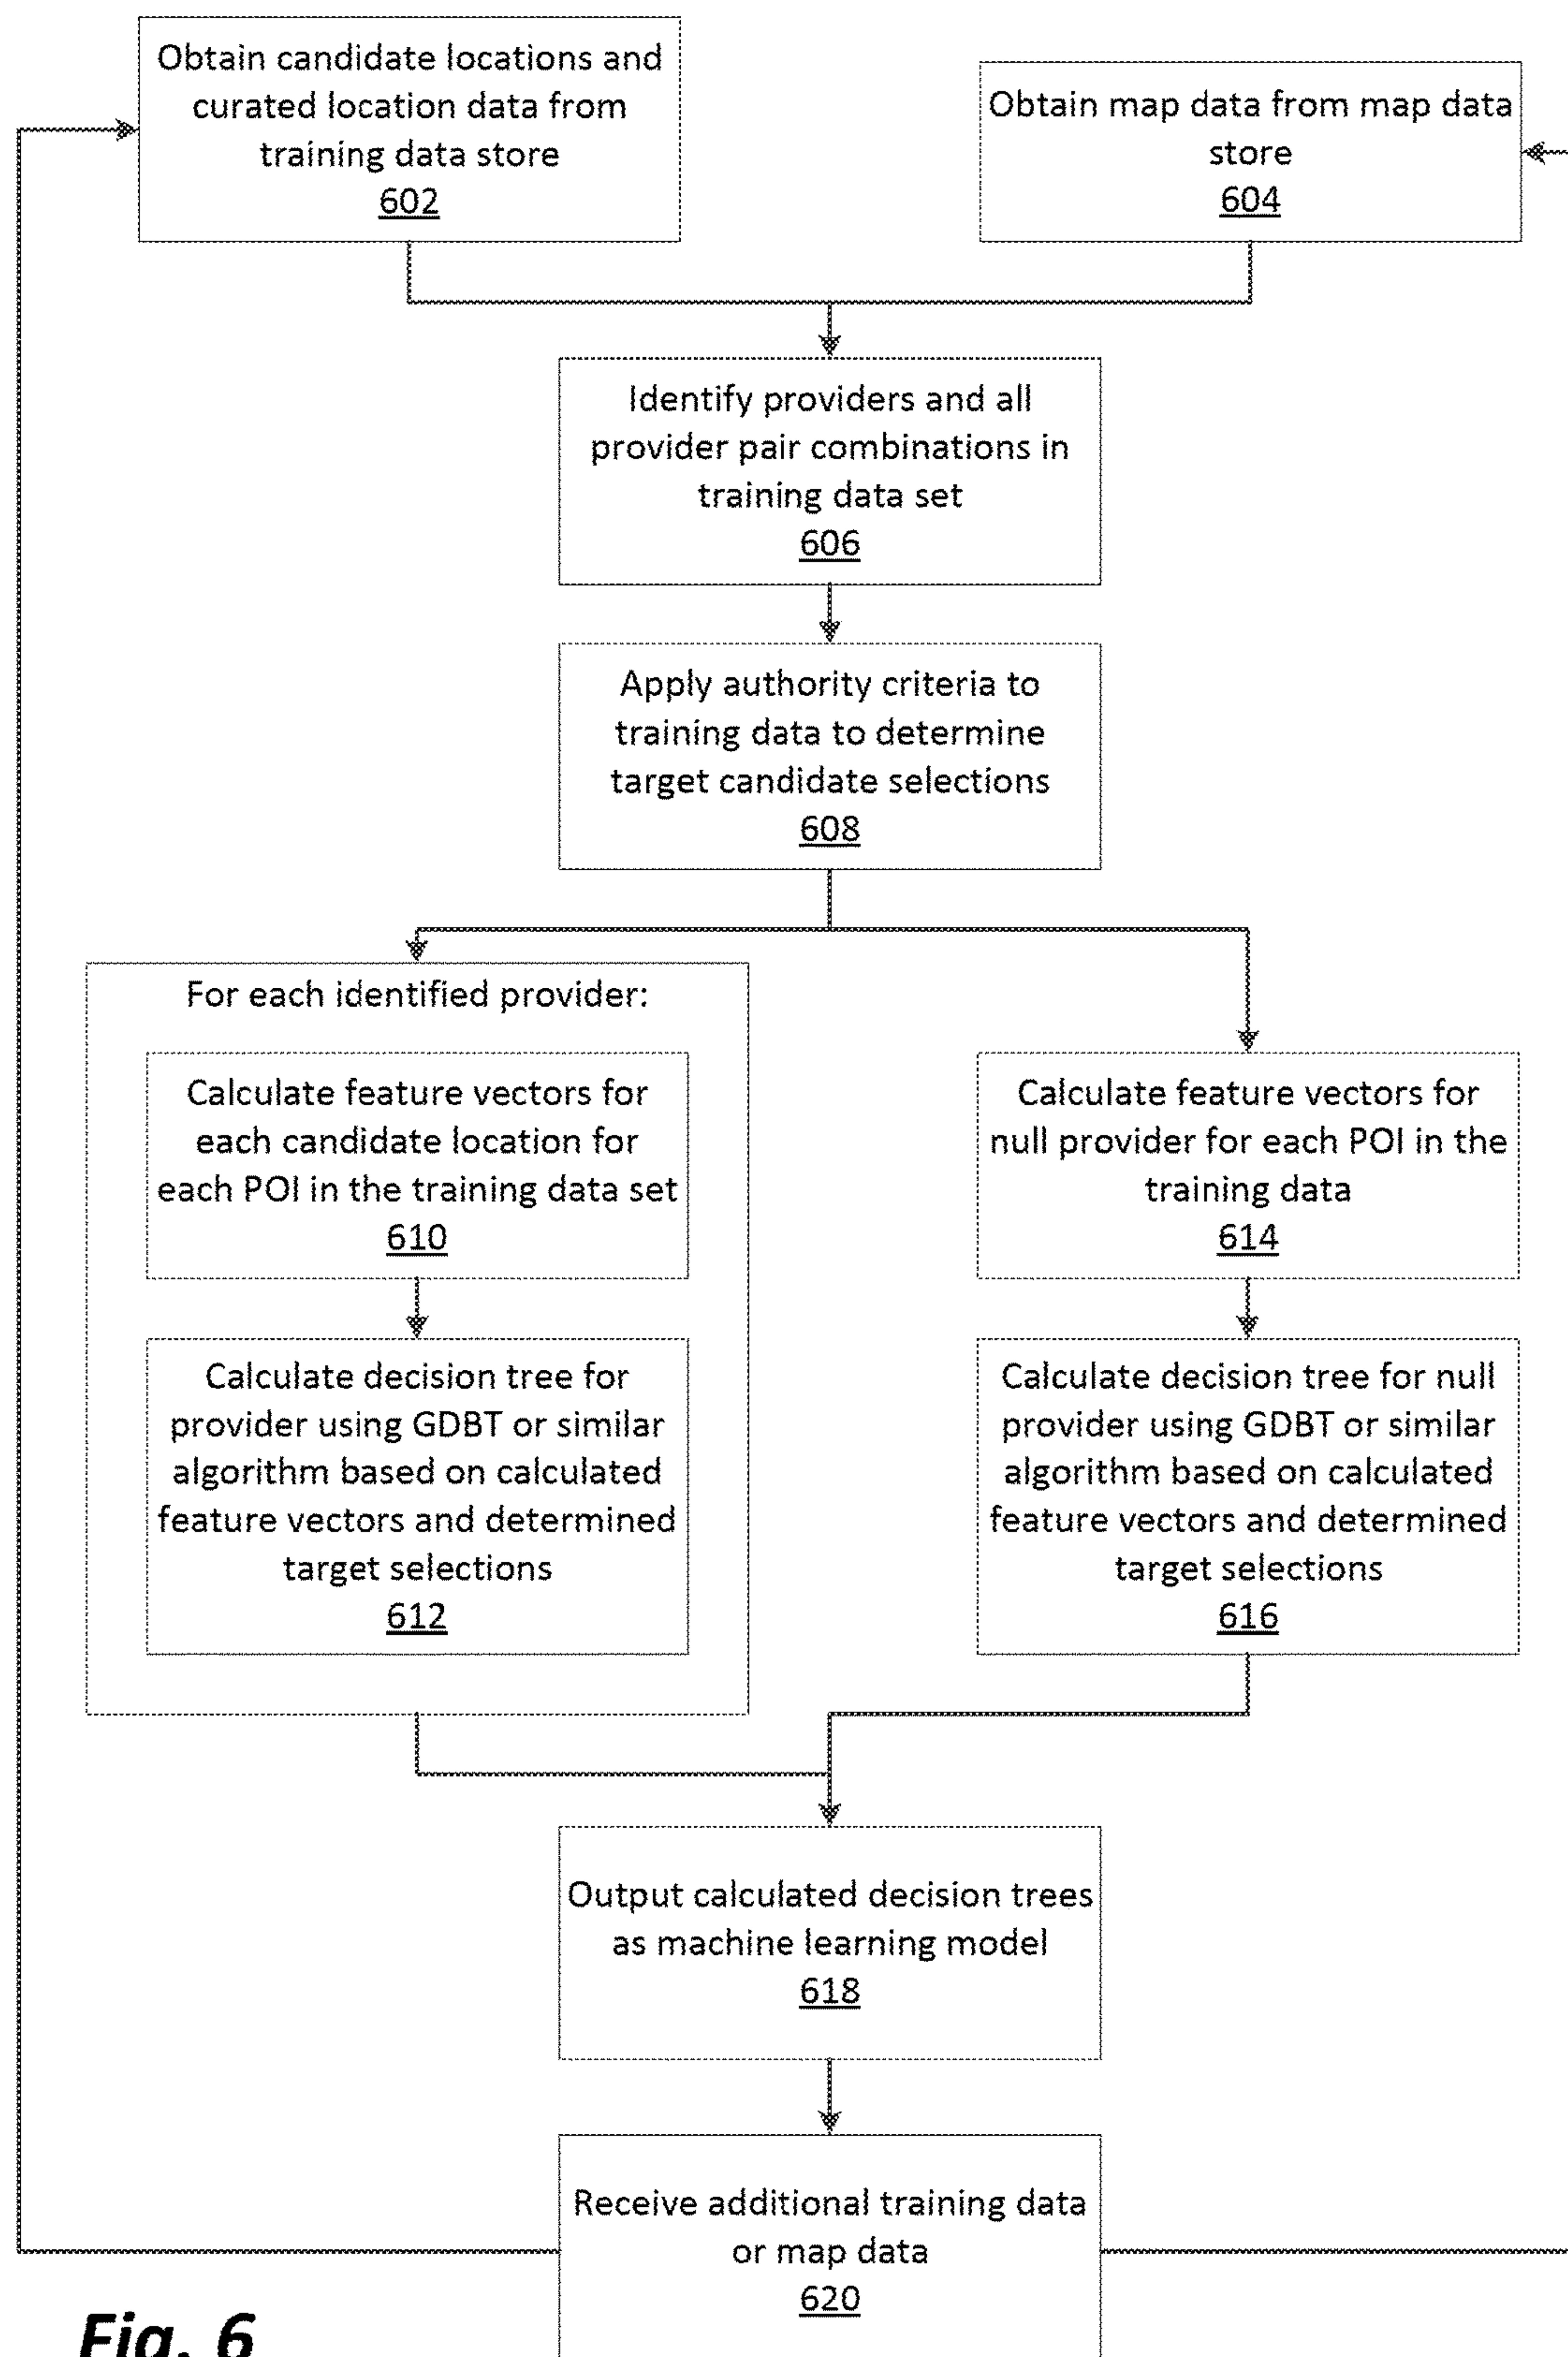 Obtain candidate locations and
curated location data from
training data store
602
Obtain map data from map data
store
604
Identify providers and all
provider pair combinations in
training data set
606
Apply authority criteria to
training data to determine
target candidate selections
608
For each identified provider:
Calculate feature vectors for
each candidate location for
each POI in the training data set
610
Calculate decision tree for
provider using GDBT or similar
algorithm based on calculated
feature vectors and determined
target selections
612
Calculate feature vectors for
null provider for each POI in the
training data
614
Calculate decision tree for null
provider using GDBT or similar
algorithm based on calculated
feature vectors and determined
target selections
616
Output calculated decision trees
as machine learning model
618
Receive additional training data
or map data
620
Fig. 6